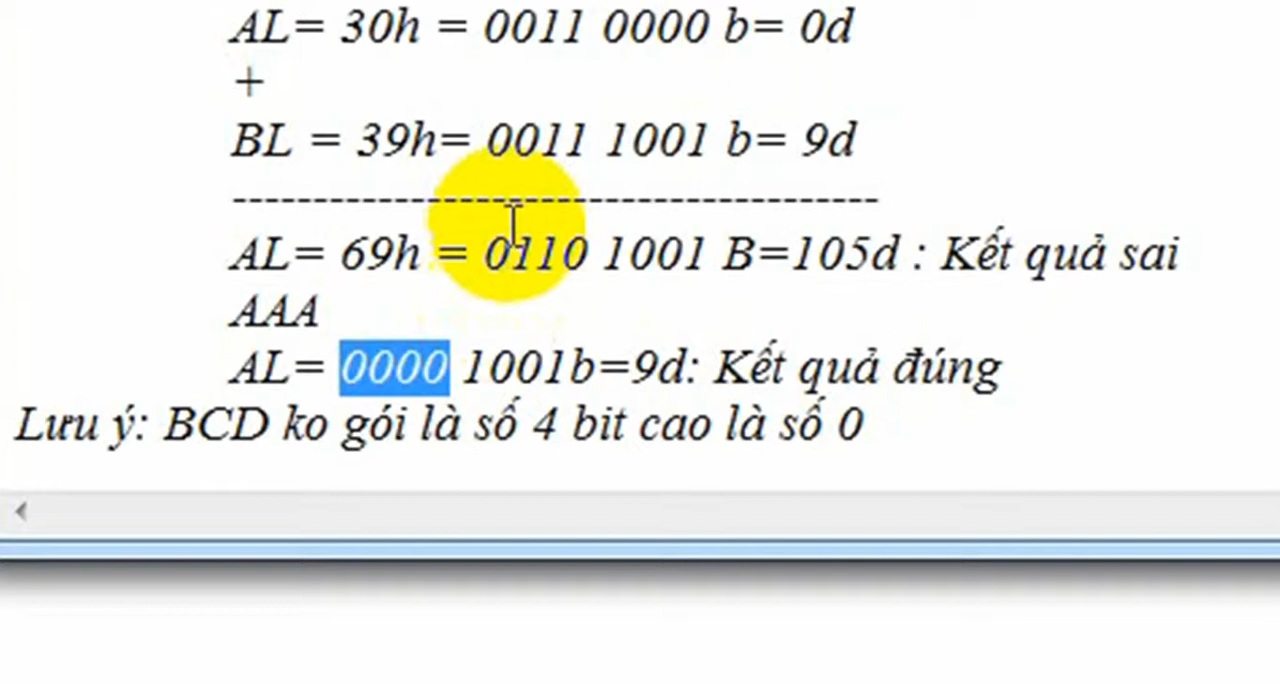 AL= 30h = 0011 0000 b= 0d
+
BL = 39h= 0011 1001 b= 9d
-----------------------------------------
AL= 69h = 0110 1001 B=105d : Kết quả sai
AAA
AL= 0000 1001b=9d: Kết quả đúng
Lưu ý: BCD ko gói là số 4 bit cao là số 0